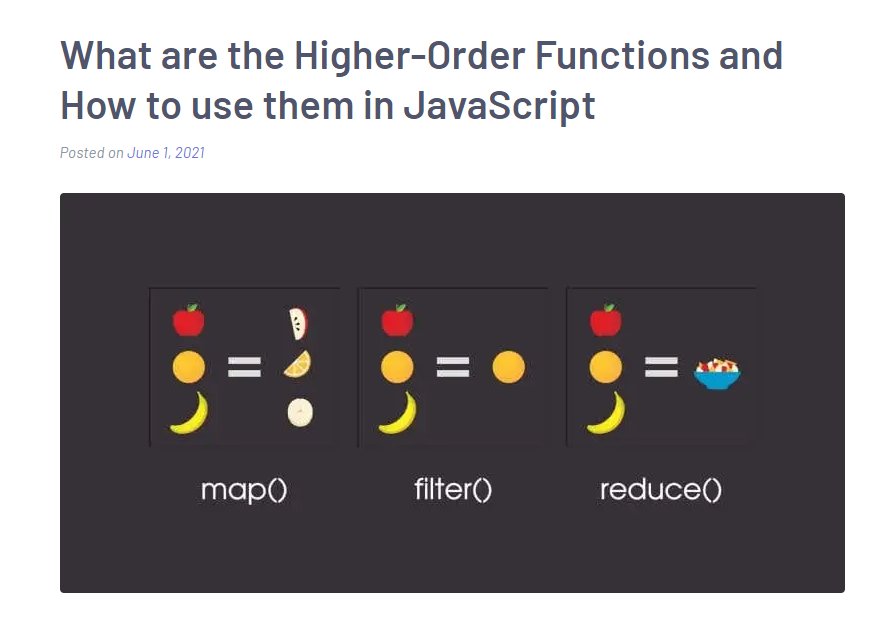 What are the Higher-Order Functions and
How to use them in JavaScript
Posted on June 1, 2021
map()
filter()
reduce()